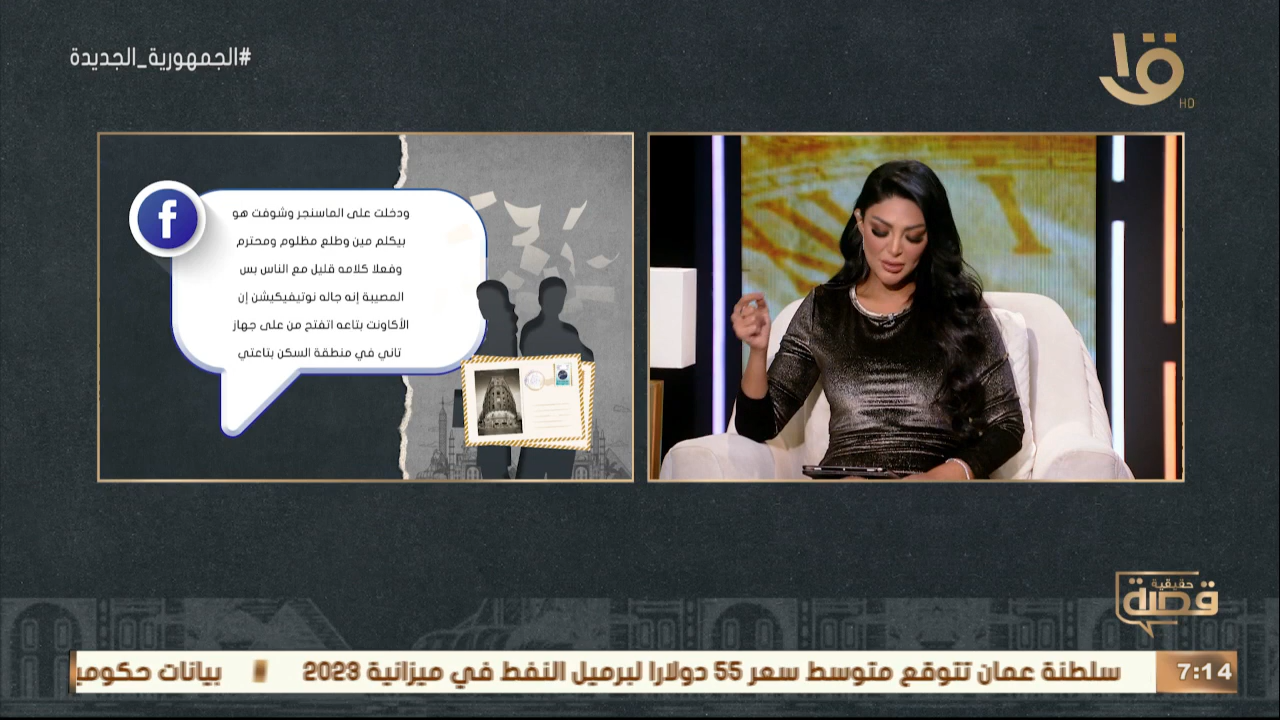 #الجمهورية_الجديدة
HD
f
ودخلت على الماسنجر وشوفت هو
بيكلم مين وطلع مظلوم ومحترم
وفعلا كلامه قليل مع الناس بس
المصيبة إنه جاله نوتيفيكيشن إن
الأكاونت بتاعه اتفتح من على جهاز
تاني في منطقة السكن بتاعتي
قصة
حقيقية
7:14
سلطنة عمان تتوقع متوسط سعر 55 دولارا لبرميل النفط في ميزانية 2023
بيانات حكومي